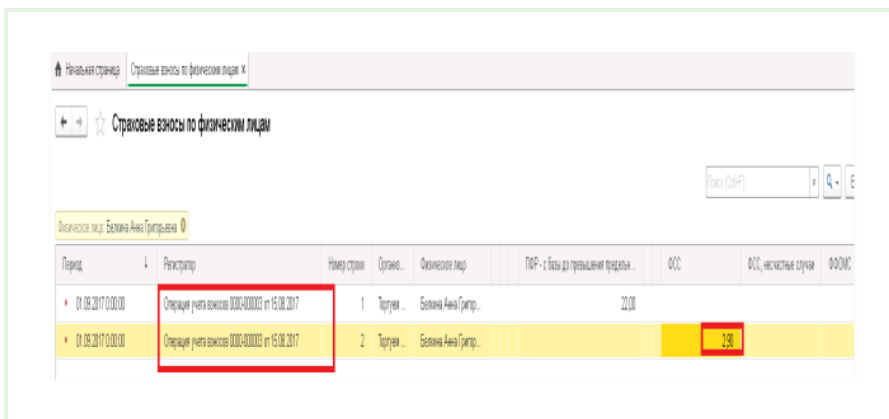 Начальная страница Страховые взносы по физическим лицам ×
Страховые взносы по физическим лицам
Поиск (Ctrl+F) ×
Физическое лицо: Белкина Анна Григорьевна
Период ↓ Регистратор Номер строки Органо... Физическое лицо ПФР - с базы до превышения предельн... ФСС ФСС, несчастные случаи ФФОМС
01.09.2017 0:00:00 Операция учета взносов 0000-000003 от 15.08.2017 1 Торгуем ... Белкина Анна Григор... 22,00
01.09.2017 0:00:00 Операция учета взносов 0000-000003 от 15.08.2017 2 Торгуем ... Белкина Анна Григор... 2,90